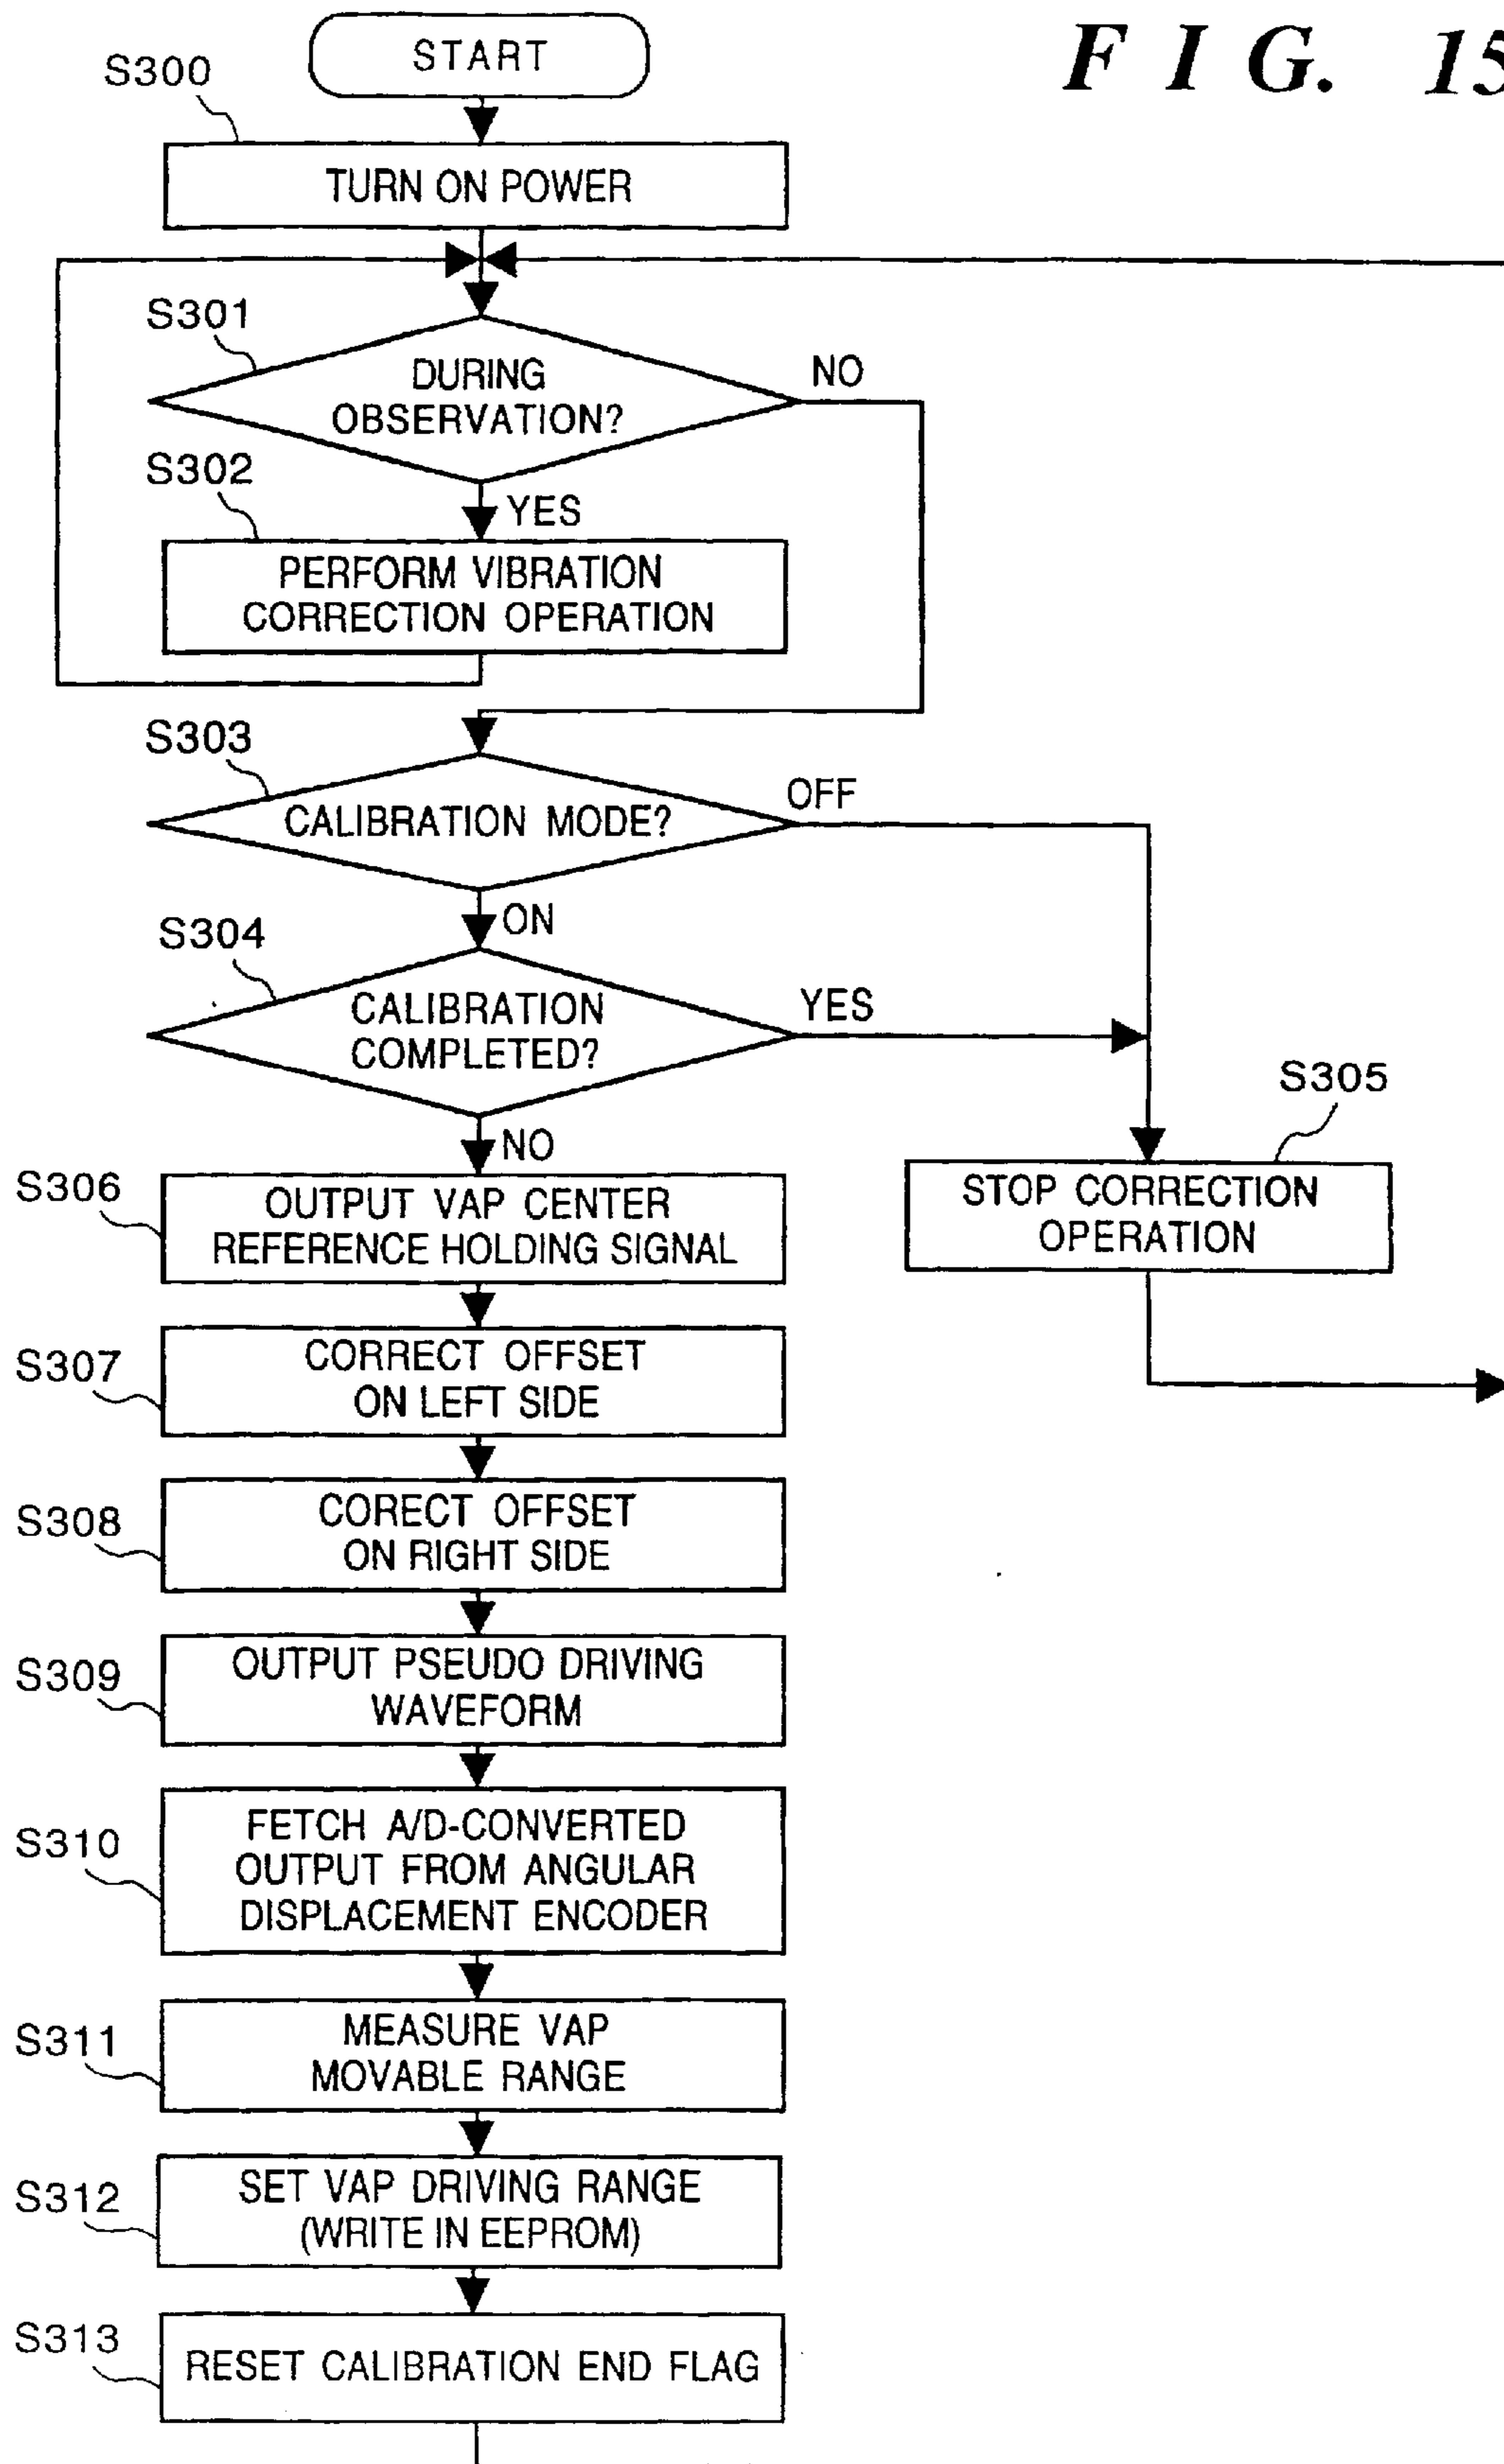 FIG. 15
START
S300
TURN ON POWER
S301
DURING
OBSERVATION?
NO
S302
YES
PERFORM VIBRATION
CORRECTION OPERATION
S303
CALIBRATION MODE?
OFF
ON
S304
CALIBRATION
COMPLETED?
YES
NO
S305
STOP CORRECTION
OPERATION
S306
OUTPUT VAP CENTER
REFERENCE HOLDING SIGNAL
S307
CORRECT OFFSET
ON LEFT SIDE
S308
CORECT OFFSET
ON RIGHT SIDE
S309
OUTPUT PSEUDO DRIVING
WAVEFORM
S310
FETCH A/D-CONVERTED
OUTPUT FROM ANGULAR
DISPLACEMENT ENCODER
S311
MEASURE VAP
MOVABLE RANGE
S312
SET VAP DRIVING RANGE
(WRITE IN EEPROM)
S313
RESET CALIBRATION END FLAG